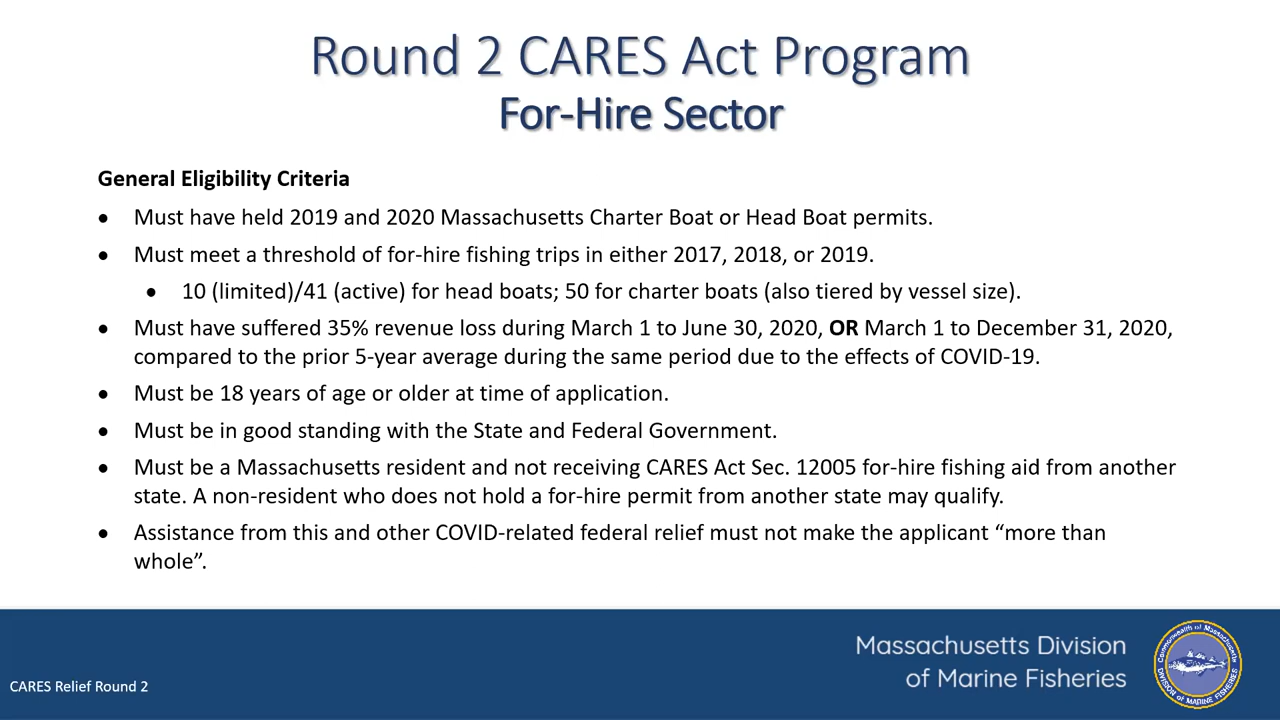 Round 2 CARES Act Program
For-Hire Sector
General Eligibility Criteria
• Must have held 2019 and 2020 Massachusetts Charter Boat or Head Boat permits.
• Must meet a threshold of for-hire fishing trips in either 2017, 2018, or 2019.
• 10 (limited)/41 (active) for head boats; 50 for charter boats (also tiered by vessel size).
• Must have suffered 35% revenue loss during March 1 to June 30, 2020, OR March 1 to December 31, 2020,
compared to the prior 5-year average during the same period due to the effects of COVID-19.
• Must be 18 years of age or older at time of application.
• Must be in good standing with the State and Federal Government.
• Must be a Massachusetts resident and not receiving CARES Act Sec. 12005 for-hire fishing aid from another
state. A non-resident who does not hold a for-hire permit from another state may qualify.
• Assistance from this and other COVID-related federal relief must not make the applicant “more than
whole”.
Massachusetts Division
of Marine Fisheries
Commonwealth of Massachusetts
DIVISION of MARINE FISHERIES
CARES Relief Round 2